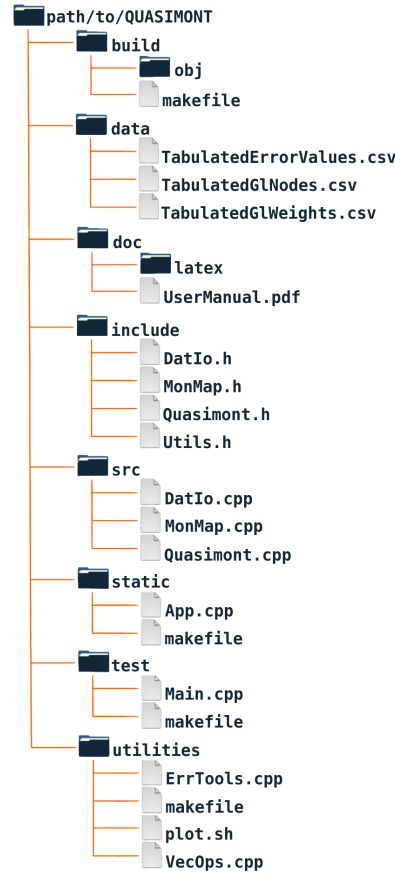 path/to/QUASIMONT
build
obj
makefile
data
TabulatedErrorValues.csv
TabulatedGlNodes.csv
TabulatedGlWeights.csv
doc
latex
UserManual.pdf
include
DatIo.h
MonMap.h
Quasimont.h
Utils.h
src
DatIo.cpp
MonMap.cpp
Quasimont.cpp
static
App.cpp
makefile
test
Main.cpp
makefile
utilities
ErrTools.cpp
makefile
plot.sh
VecOps.cpp